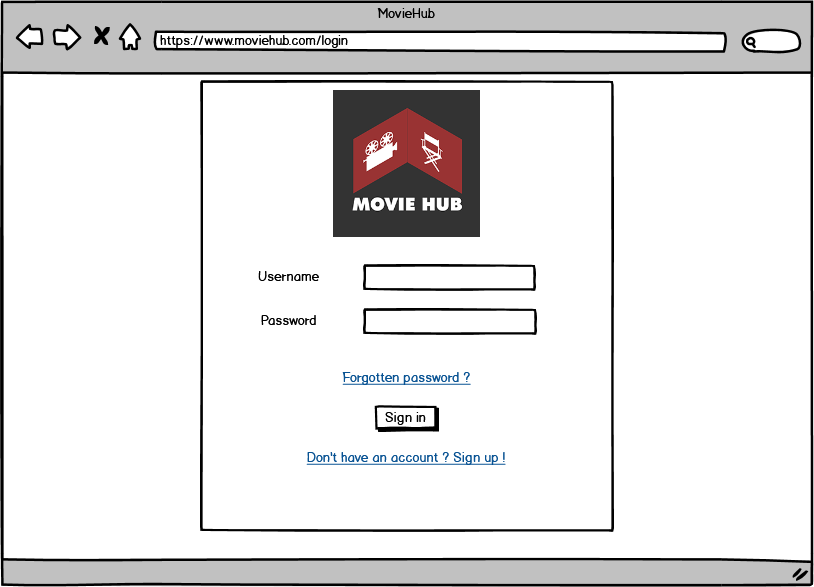 MovieHub
https://www.moviehub.com/login
MOVIE HUB
Username
Password
Forgotten password ?
Sign in
Don't have an account ? Sign up !